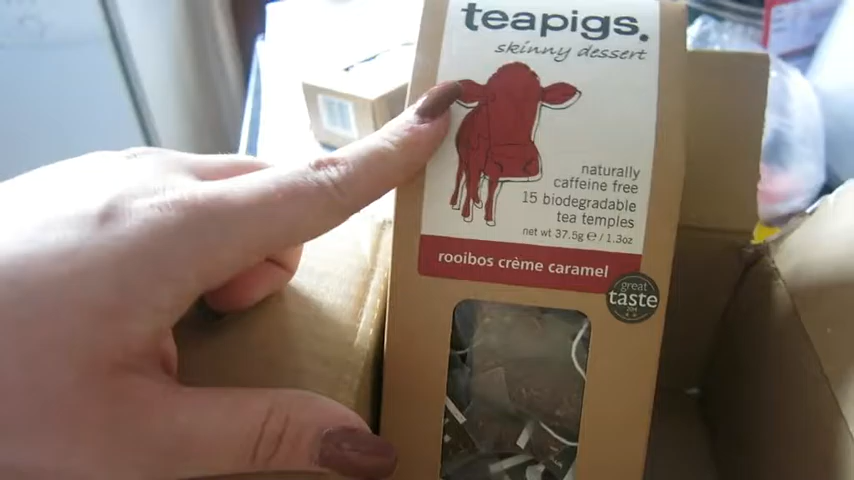 teapigs.
skinny dessert
naturally
caffeine free
15 biodegradable
tea temples
net wt 37.5g e / 1.3oz
rooibos crème caramel
great
taste